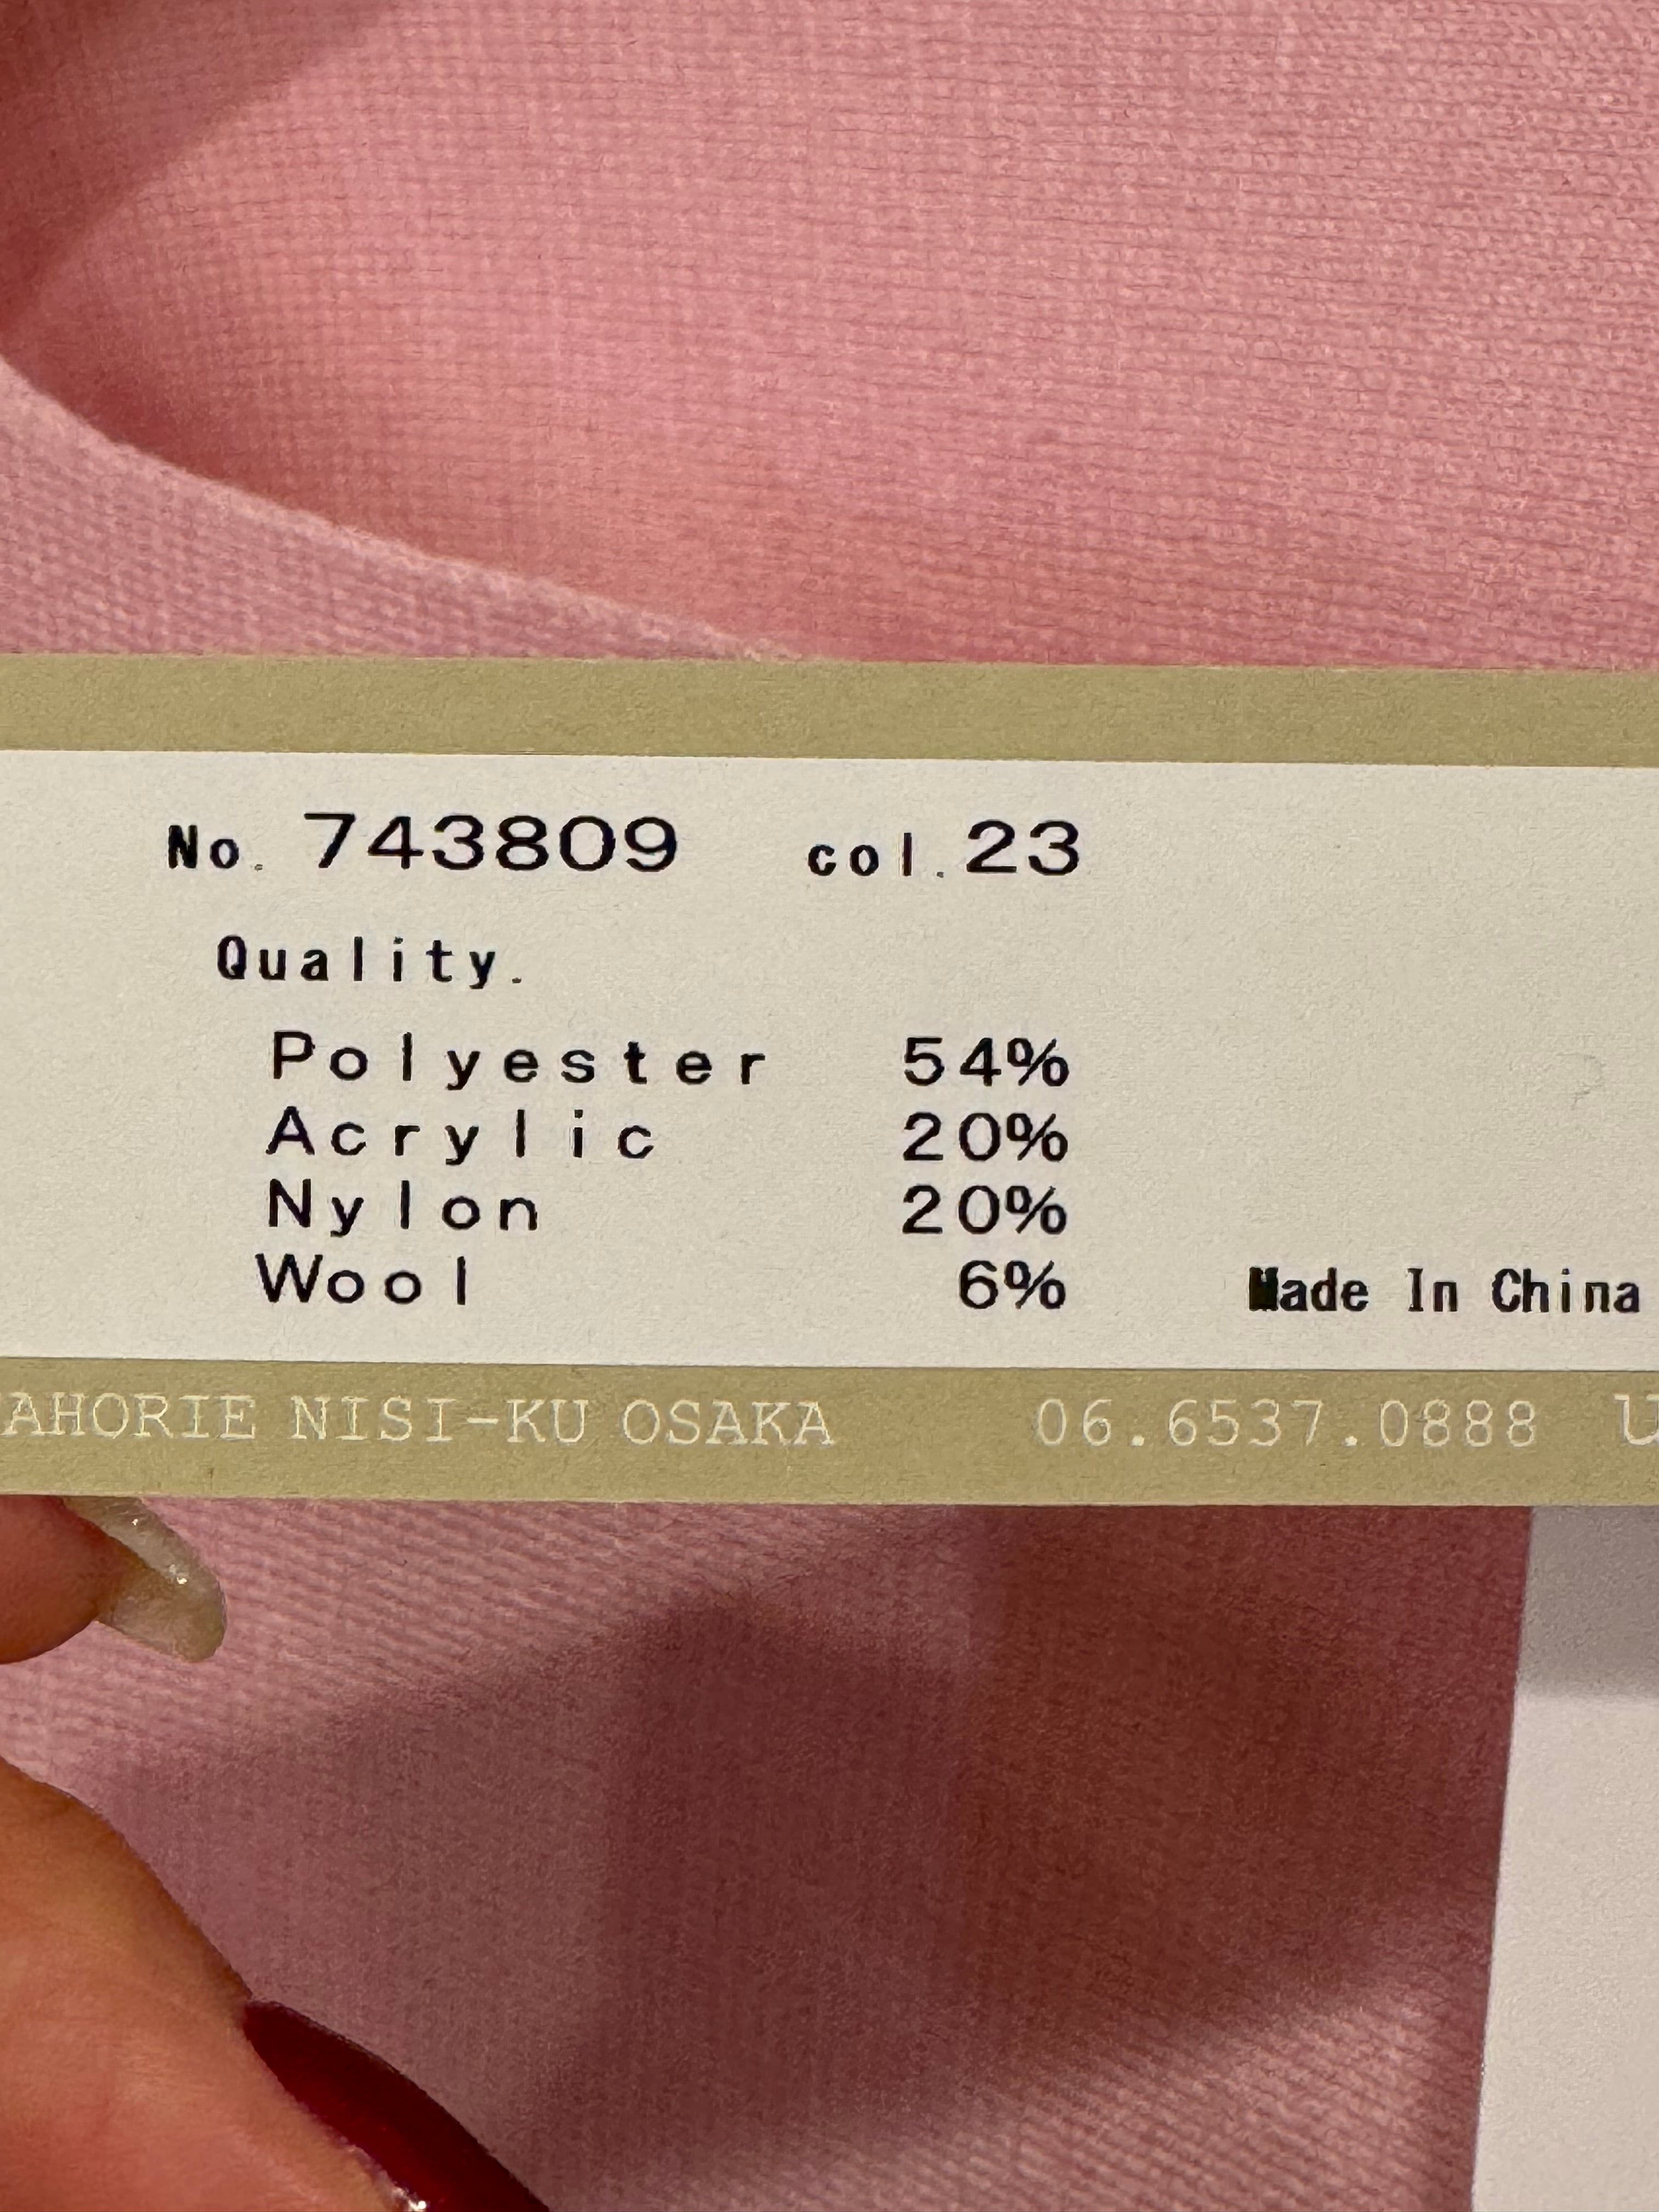 No. 743809 col.23
Quality.
Polyester 54%
Acrylic 20%
Nylon 20%
Wool 6% Made In China
AHORIE NISI-KU OSAKA 06.6537.0888